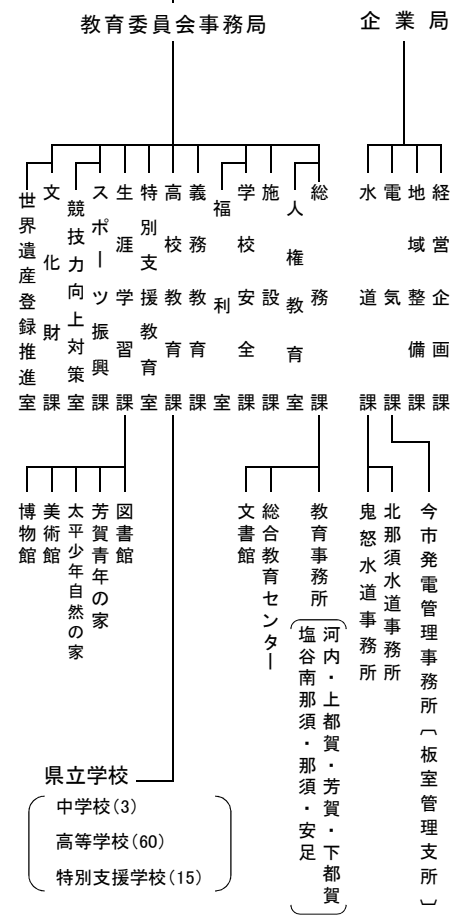 教育委員会事務局
企業局
総務課
人権教育室
施設課
学校安全課
福利室
義務教育課
高校教育課
特別支援教育室
生涯学習課
スポーツ振興課
競技力向上対策室
文化財課
世界遺産登録推進室
経営企画課
地域整備課
電気課
水道課
教育事務所
河内・上都賀・芳賀・下都賀
塩谷南那須・那須・安足
総合教育センター
文書館
図書館
芳賀青年の家
太平少年自然の家
美術館
博物館
今市発電管理事務所〔板室管理支所〕
北那須水道事務所
鬼怒水道事務所
県立学校
中学校(3)
高等学校(60)
特別支援学校(15)